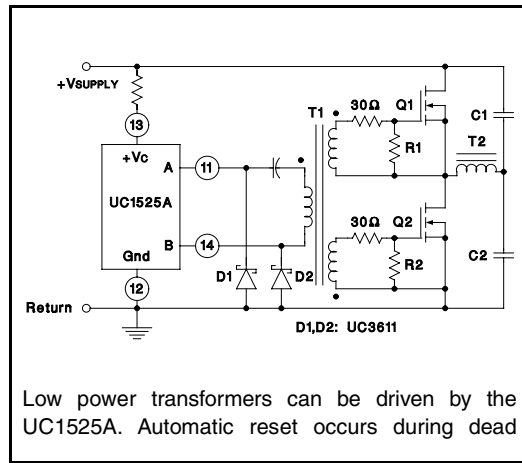 +VSUPPLY
13
+Vc
UC1525A
A
11
B
14
Gnd
12
Return
D1
D2
T1
30Ω
Q1
R1
C1
T2
30Ω
Q2
R2
C2
D1,D2: UC3611
Low power transformers can be driven by the
UC1525A. Automatic reset occurs during dead